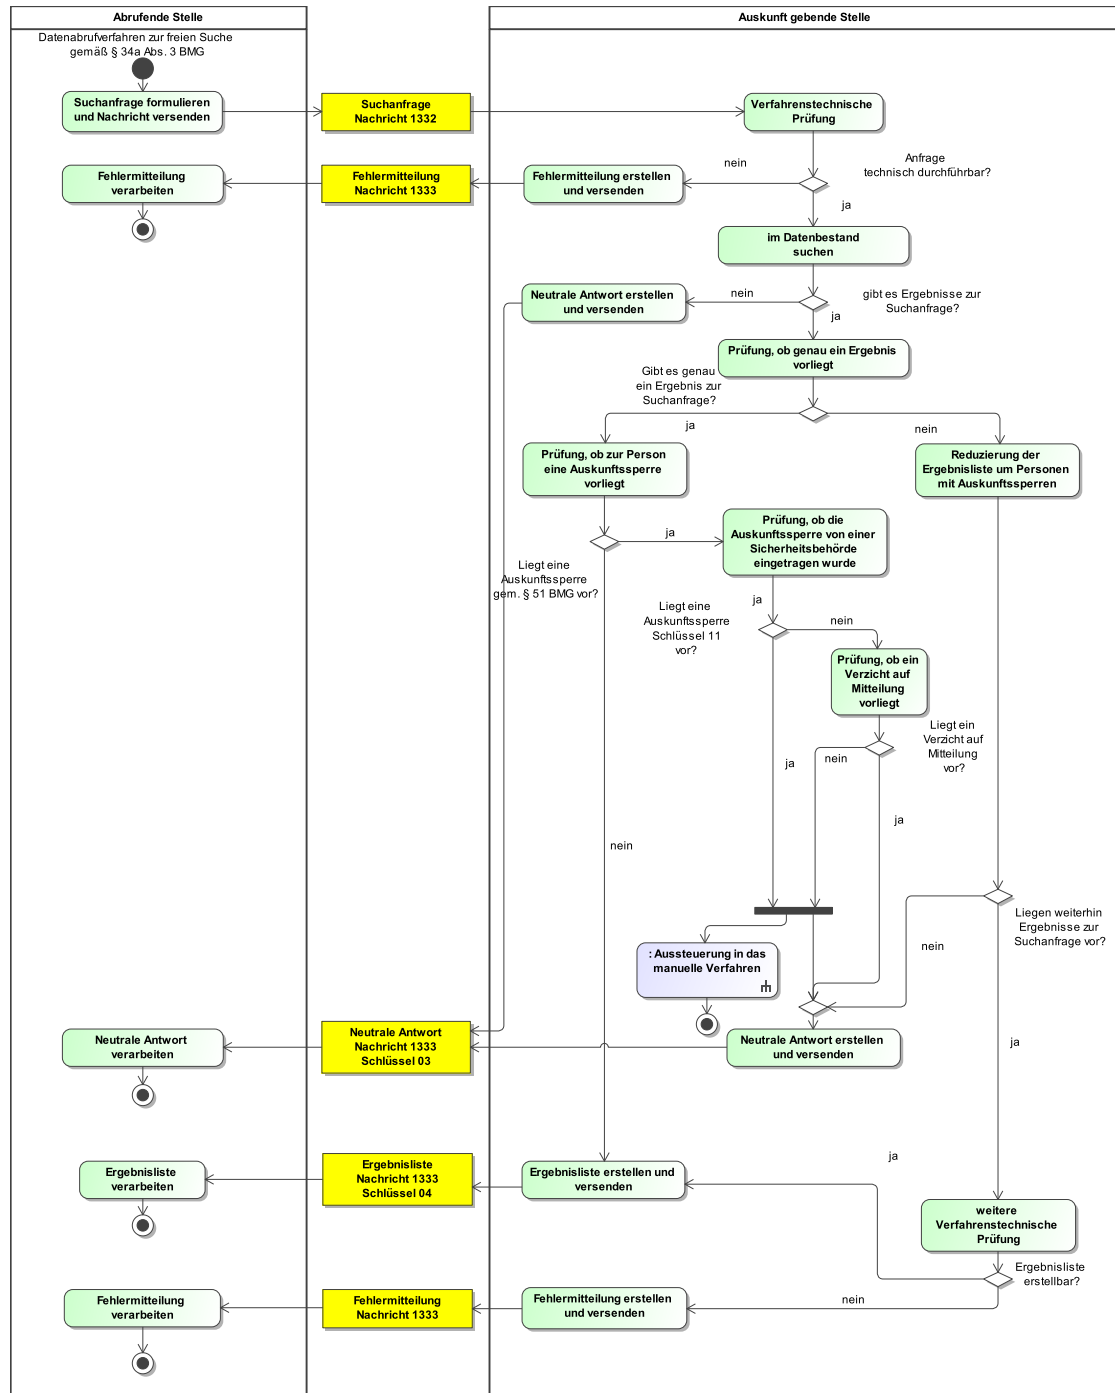 Abrufende Stelle
Auskunft gebende Stelle
Datenabrufverfahren zur freien Suche
gemäß § 34a Abs. 3 BMG
Suchanfrage formulieren
und Nachricht versenden
Suchanfrage
Nachricht 1332
Verfahrenstechnische
Prüfung
Anfrage
technisch durchführbar?
nein
ja
Fehlermitteilung
verarbeiten
Fehlermitteilung
Nachricht 1333
Fehlermitteilung erstellen
und versenden
im Datenbestand
suchen
gibt es Ergebnisse zur
Suchanfrage?
nein
ja
Neutrale Antwort erstellen
und versenden
Prüfung, ob genau ein Ergebnis
vorliegt
Gibt es genau
ein Ergebnis zur
Suchanfrage?
ja
nein
Prüfung, ob zur Person
eine Auskunftssperre
vorliegt
Reduzierung der
Ergebnisliste um Personen
mit Auskunftssperren
Liegt eine
Auskunftssperre
gem. § 51 BMG vor?
ja
Prüfung, ob die
Auskunftssperre von einer
Sicherheitsbehörde
eingetragen wurde
ja
Liegt eine
Auskunftssperre
Schlüssel 11
vor?
nein
Prüfung, ob ein
Verzicht auf
Mitteilung
vorliegt
Liegt ein
Verzicht auf
Mitteilung
vor?
ja
nein
ja
nein
Liegen weiterhin
Ergebnisse zur
Suchanfrage vor?
nein
: Aussteuerung in das
manuelle Verfahren
Neutrale Antwort
verarbeiten
Neutrale Antwort
Nachricht 1333
Schlüssel 03
Neutrale Antwort erstellen
und versenden
ja
Ergebnisliste
verarbeiten
Ergebnisliste
Nachricht 1333
Schlüssel 04
Ergebnisliste erstellen und
versenden
ja
weitere
Verfahrenstechnische
Prüfung
Ergebnisliste
erstellbar?
nein
Fehlermitteilung
verarbeiten
Fehlermitteilung
Nachricht 1333
Fehlermitteilung erstellen
und versenden